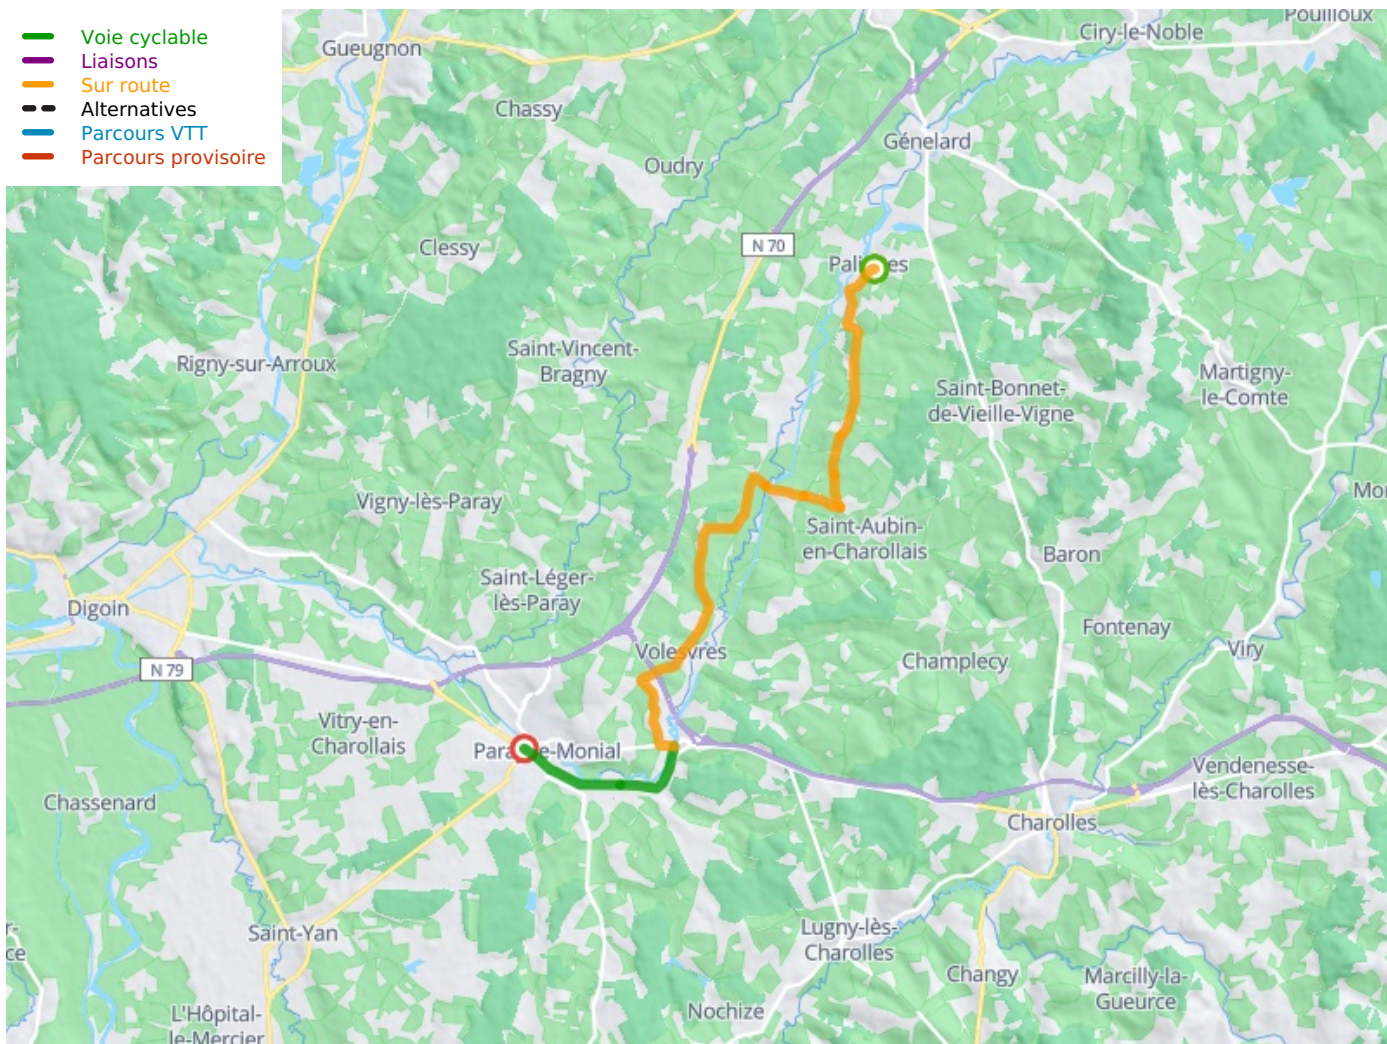 Voie cyclable
Liaisons
Sur route
Alternatives
Parcours VTT
Parcours provisoire
Pouilloux
Ciry-le-Noble
Gueugnon
Chassy
Génelard
Oudry
N 70
Clessy
Saint-Vincent-
Bragny
Rigny-sur-Arroux
Martigny-
le-Comte
Saint-Bonnet-
de-Vieille-Vigne
Vigny-lès-Paray
Saint-Aubin-
en-Charollais
Baron
Saint-Léger-
lès-Paray
Digoin
Fontenay
Volesvres
Viry
Champlecy
N 79
Vitry-en-
Charollais
Vendenesse-
lès-Charolles
Chassenard
Charolles
Saint-Yan
Lugny-lès-
Charolles
Changy
Marcilly-la-
Gueurce
Nochize
L'Hôpital-
le-Mercier